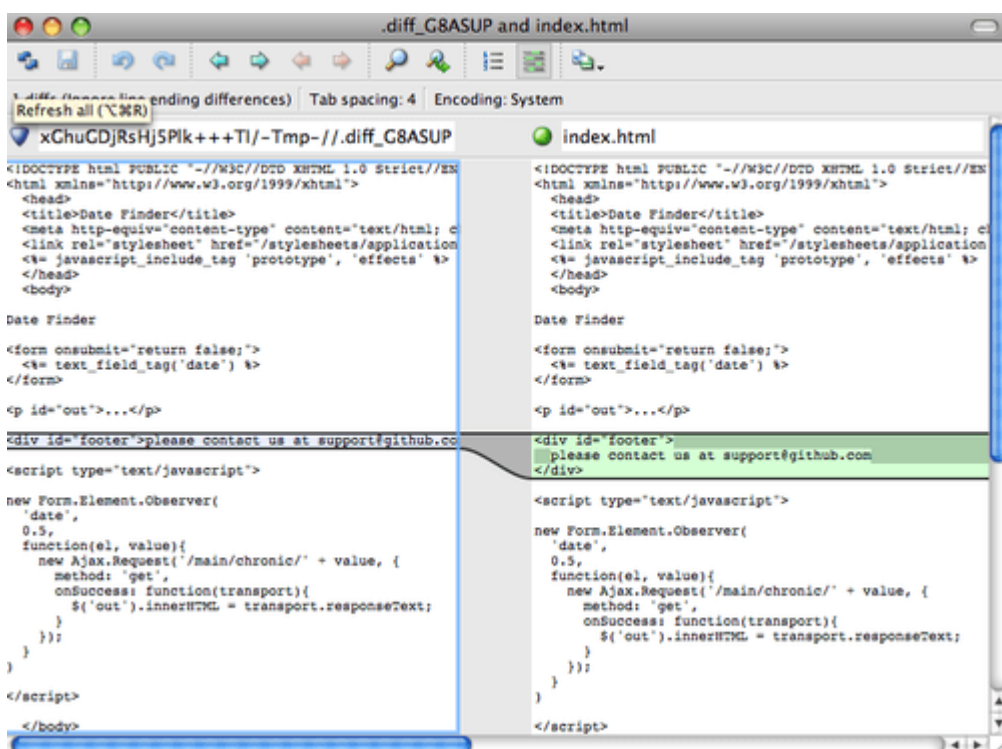 .diff_G8ASUP and index.html
ending differences) Tab spacing: 4 Encoding: System
Refresh all (⌥⌘R)
xGhuGDjRsHj5Plk+++TI/-Tmp-//.diff_G8ASUP
index.html
<!DOCTYPE html PUBLIC "-//W3C//DTD XHTML 1.0 Strict//EN
<html xmlns="http://www.w3.org/1999/xhtml">
<head>
<title>Date Finder</title>
<meta http-equiv="content-type" content="text/html; c
<link rel="stylesheet" href="/stylesheets/application
<%= javascript_include_tag 'prototype', 'effects' %>
</head>
<body>
Date Finder
<form onsubmit="return false;">
<%= text_field_tag('date') %>
</form>
<p id="out">...</p>
<div id="footer">please contact us at support@github.co
<script type="text/javascript">
new Form.Element.Observer(
'date',
0.5,
function(el, value){
new Ajax.Request('/main/chronic/' + value, {
method: 'get',
onSuccess: function(transport){
$('out').innerHTML = transport.responseText;
}
});
}
)
</script>
</body>
<!DOCTYPE html PUBLIC "-//W3C//DTD XHTML 1.0 Strict//EN
<html xmlns="http://www.w3.org/1999/xhtml">
<head>
<title>Date Finder</title>
<meta http-equiv="content-type" content="text/html; c
<link rel="stylesheet" href="/stylesheets/application
<%= javascript_include_tag 'prototype', 'effects' %>
</head>
<body>
Date Finder
<form onsubmit="return false;">
<%= text_field_tag('date') %>
</form>
<p id="out">...</p>
<div id="footer">
please contact us at support@github.com
</div>
<script type="text/javascript">
new Form.Element.Observer(
'date',
0.5,
function(el, value){
new Ajax.Request('/main/chronic/' + value, {
method: 'get',
onSuccess: function(transport){
$('out').innerHTML = transport.responseText;
}
});
}
)
</script>